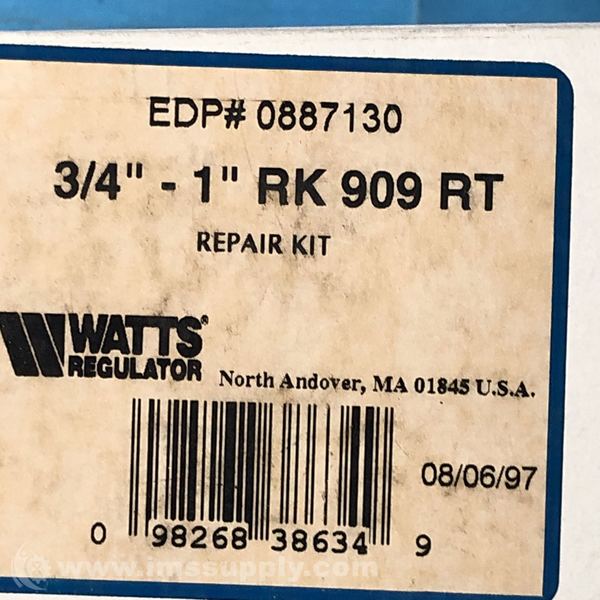 EDP# 0887130
3/4" - 1" RK 909 RT
REPAIR KIT
WATTS®
REGULATOR
North Andover, MA 01845 U.S.A.
08/06/97
0 98268 38634 9
www.imssupply.com